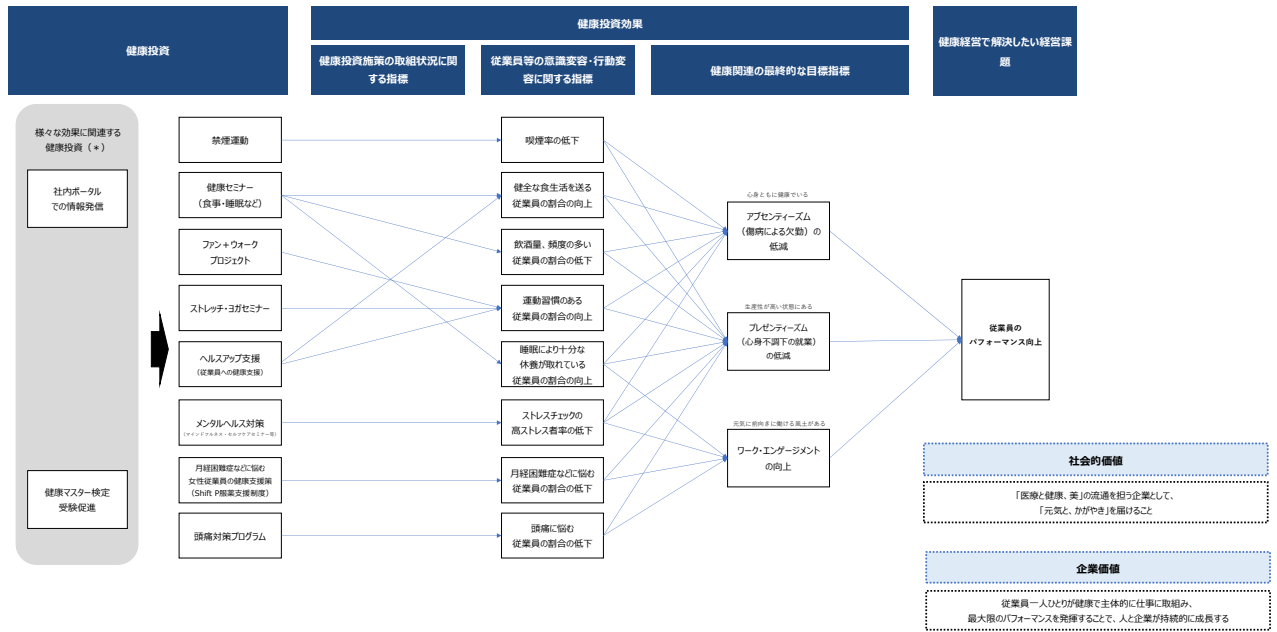 健康投資
健康投資効果
健康投資施策の取組状況に関
する指標
従業員等の意識変容・行動変
容に関する指標
健康関連の最終的な目標指標
健康経営で解決したい経営課
題
様々な効果に関連する
健康投資（＊）
社内ポータル
での情報発信
健康マスター検定
受験促進
禁煙運動
健康セミナー
（食事・睡眠など）
ファン＋ウォーク
プロジェクト
ストレッチ・ヨガセミナー
ヘルスアップ支援
（従業員への健康支援）
メンタルヘルス対策
（マインドフルネス・セルフケアセミナー等）
月経困難症などに悩む
女性従業員の健康支援策
（Shift P服薬支援制度）
頭痛対策プログラム
喫煙率の低下
健全な食生活を送る
従業員の割合の向上
飲酒量、頻度の多い
従業員の割合の低下
運動習慣のある
従業員の割合の向上
睡眠により十分な
休養が取れている
従業員の割合の向上
ストレスチェックの
高ストレス者率の低下
月経困難症などに悩む
従業員の割合の低下
頭痛に悩む
従業員の割合の低下
心身ともに健康でいる
アブセンティーズム
（傷病による欠勤）の
低減
生産性が高い状態にある
プレゼンティーズム
（心身不調下の就業）
の低減
元気に前向きに働ける風土がある
ワーク・エンゲージメント
の向上
従業員の
パフォーマンス向上
社会的価値
「医療と健康、美」の流通を担う企業として、
「元気と、かがやき」を届けること
企業価値
従業員一人ひとりが健康で主体的に仕事に取組み、
最大限のパフォーマンスを発揮することで、人と企業が持続的に成長する